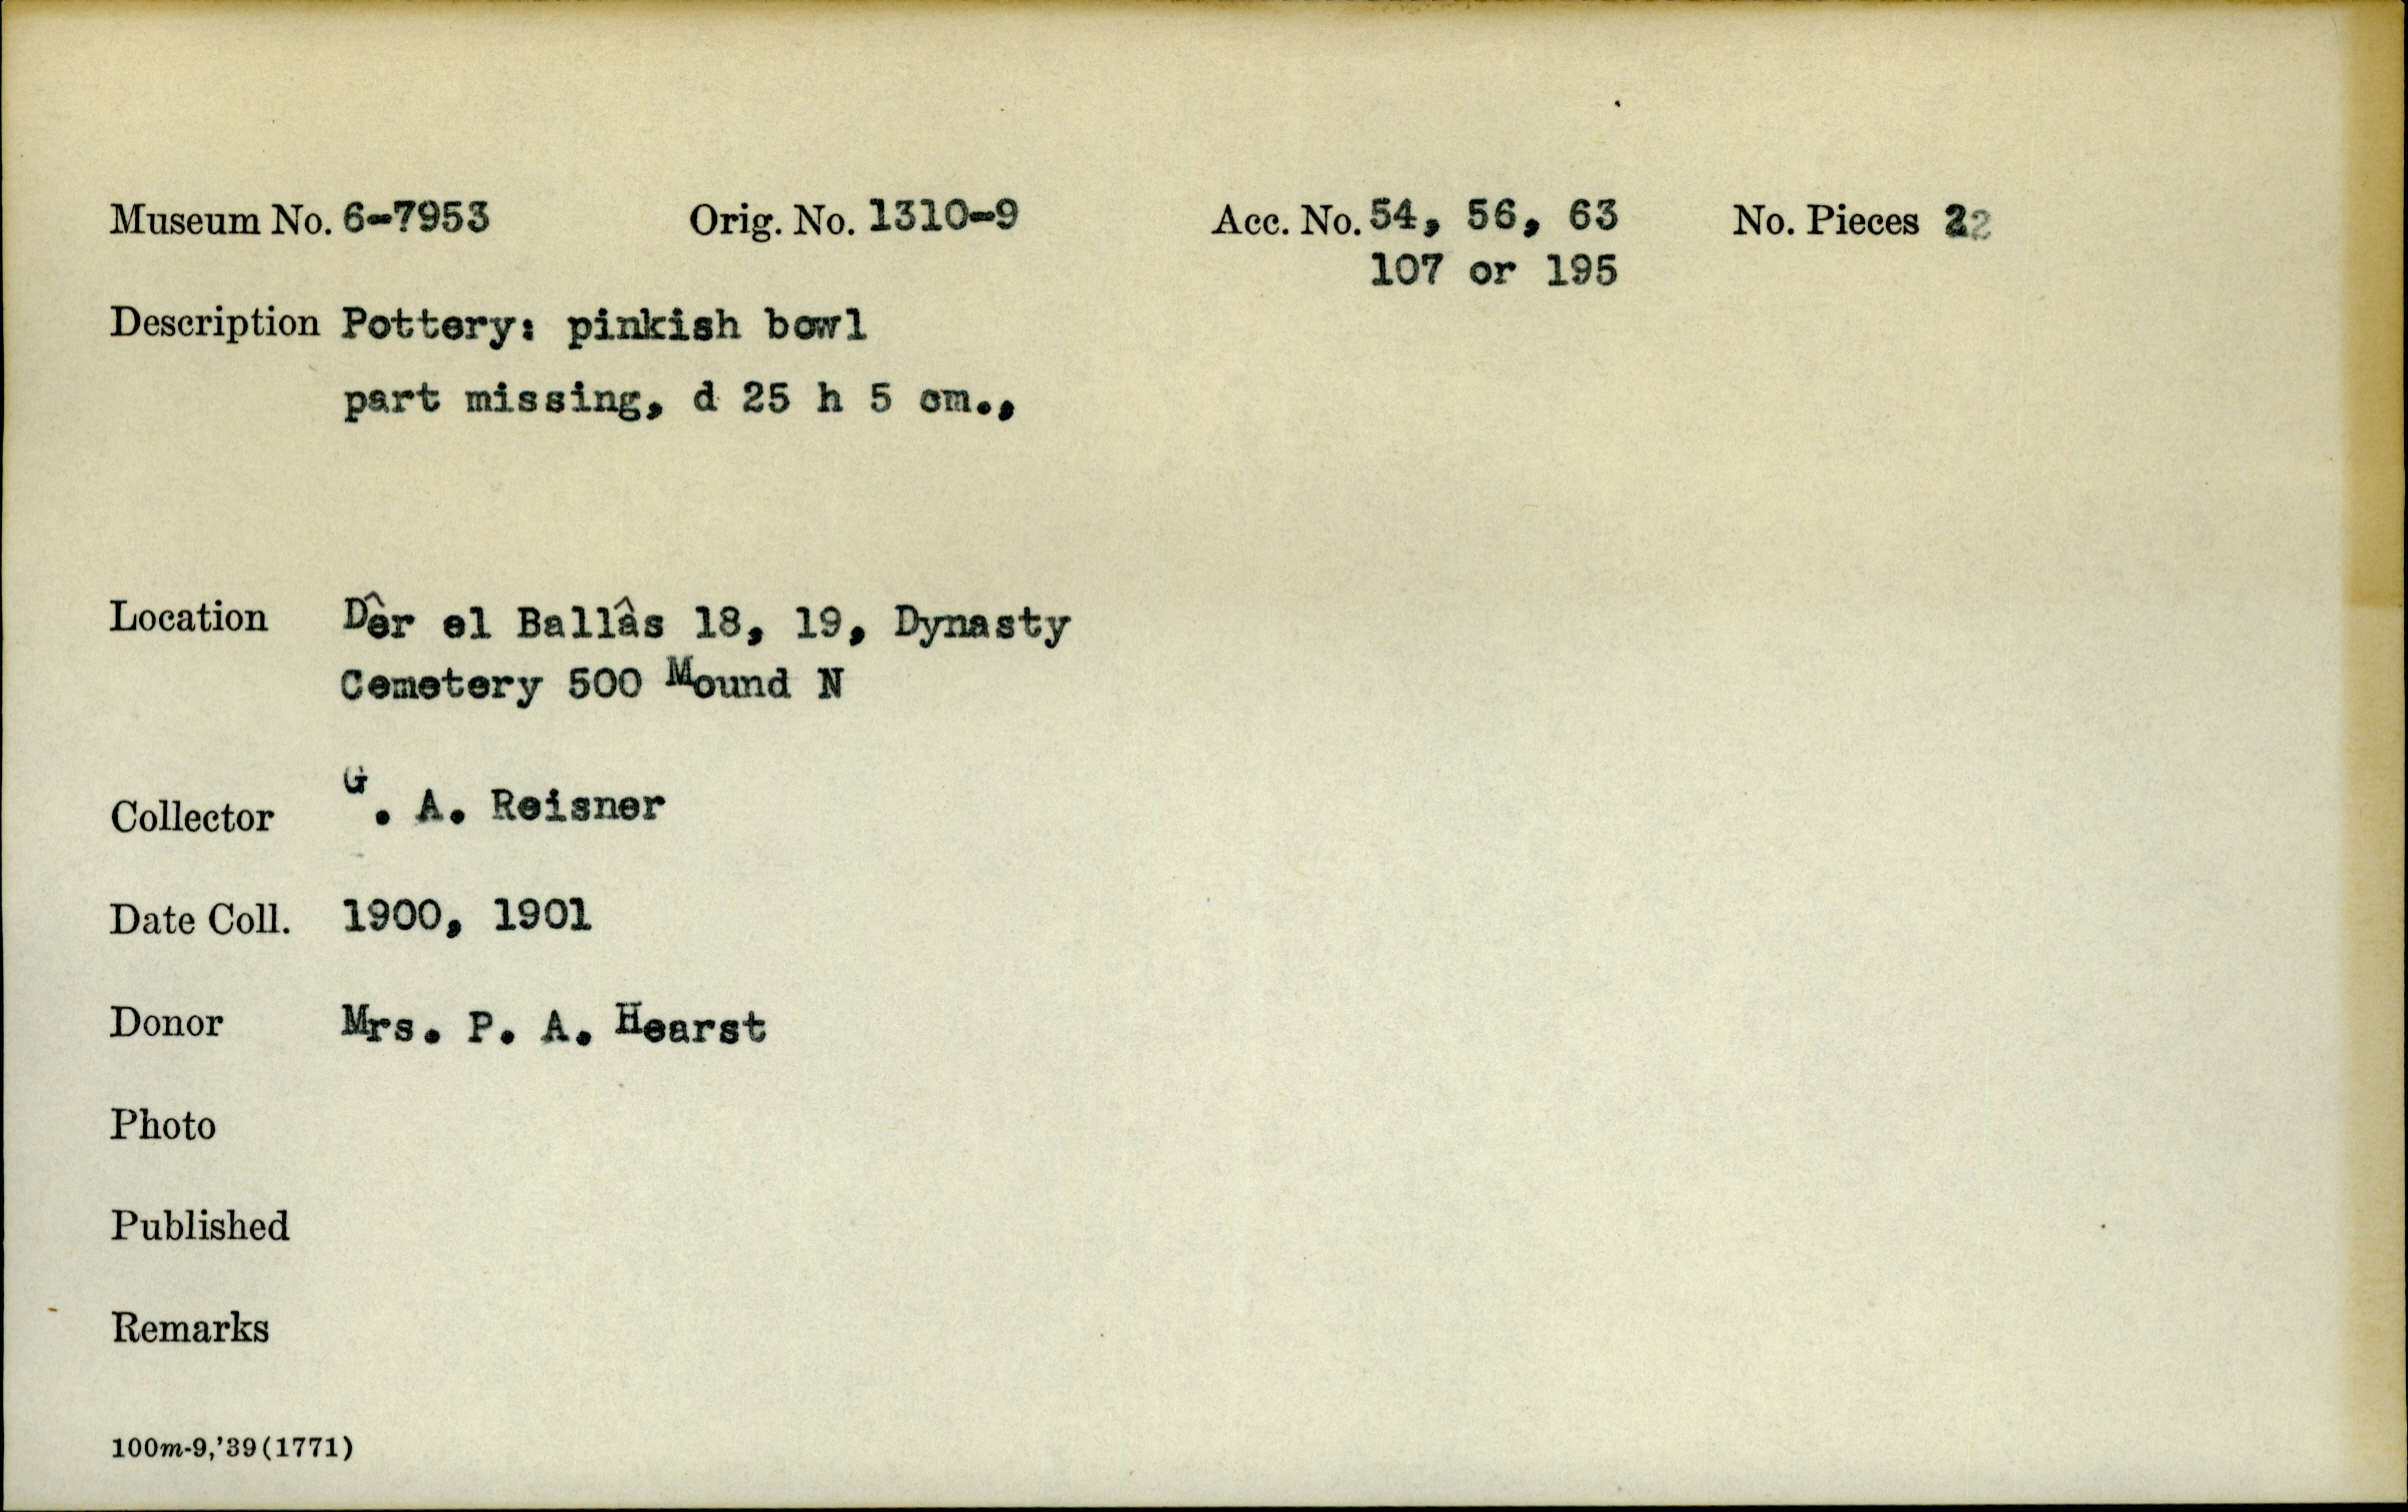 Museum No. 6-7953 Orig. No. 1310-9 Acc. No. 54, 56, 63 No. Pieces 22
107 or 195
Description Pottery: pinkish bowl
part missing, d 25 h 5 cm.,
Location Dêr el Ballâs 18, 19, Dynasty
Cemetery 500 Mound N
Collector G. A. Reisner
Date Coll. 1900, 1901
Donor Mrs. P. A. Hearst
Photo
Published
Remarks
100m-9,'39(1771)